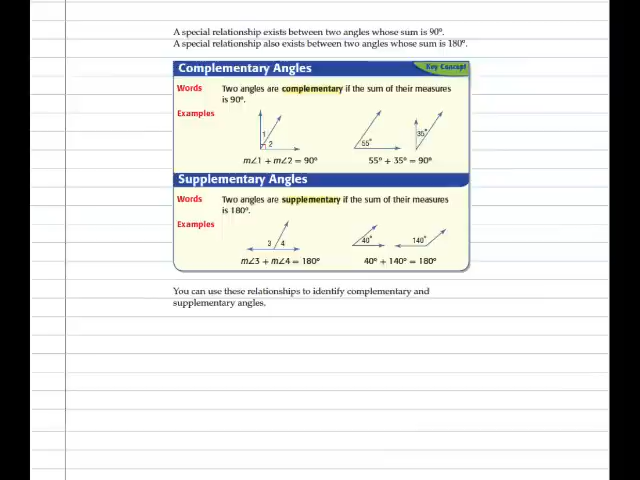 A special relationship exists between two angles whose sum is 90°.
A special relationship also exists between two angles whose sum is 180°.
Complementary Angles
Key Concept
Words Two angles are complementary if the sum of their measures
is 90°.
Examples
1
2
55°
35°
m∠1 + m∠2 = 90°
55° + 35° = 90°
Supplementary Angles
Words Two angles are supplementary if the sum of their measures
is 180°.
Examples
3 4
40°
140°
m∠3 + m∠4 = 180°
40° + 140° = 180°
You can use these relationships to identify complementary and
supplementary angles.